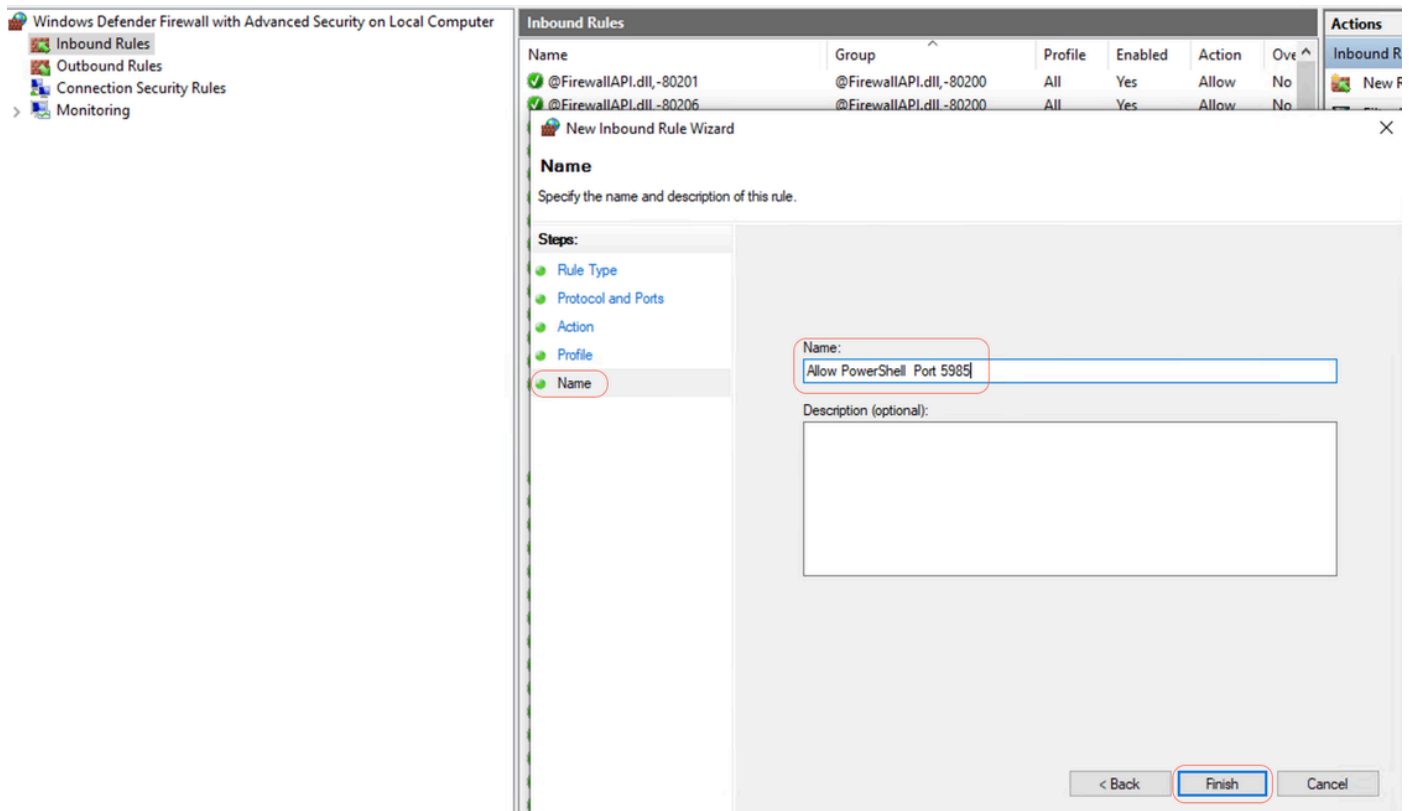 Windows Defender Firewall with Advanced Security on Local Computer
Inbound Rules
Outbound Rules
Connection Security Rules
Monitoring
Inbound Rules
Name Group Profile Enabled Action Ove
@FirewallAPI.dll,-80201 @FirewallAPI.dll,-80200 All Yes Allow No
@FirewallAPI.dll,-80206 @FirewallAPI.dll,-80200 All Yes Allow No
Actions
Inbound R
New R
New Inbound Rule Wizard
Name
Specify the name and description of this rule.
Steps:
Rule Type
Protocol and Ports
Action
Profile
Name
Name:
Allow PowerShell  Port 5985
Description (optional):
< Back Finish Cancel